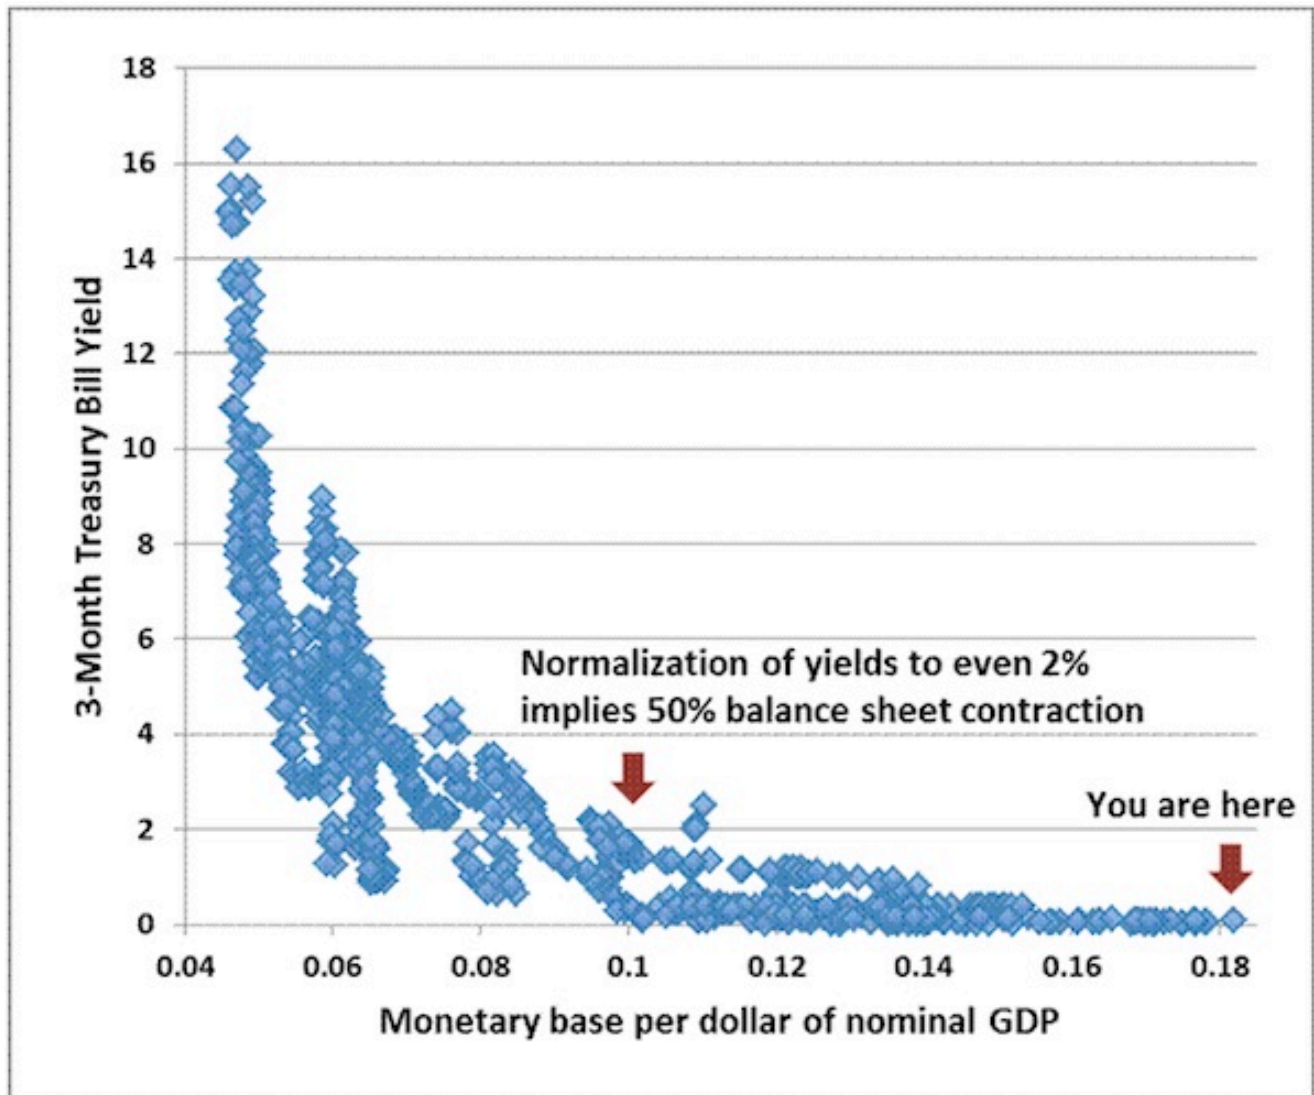 18
16
14
12
10
8
6
4
2
0
3-Month Treasury Bill Yield
Normalization of yields to even 2%
implies 50% balance sheet contraction
You are here
0.04 0.06 0.08 0.1 0.12 0.14 0.16 0.18
Monetary base per dollar of nominal GDP